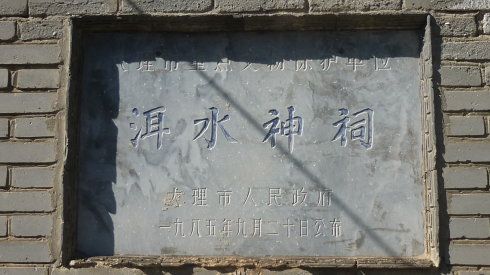 大理市重点文物保护单位
洱水神祠
大理市人民政府
一九八五年九月二十日公布